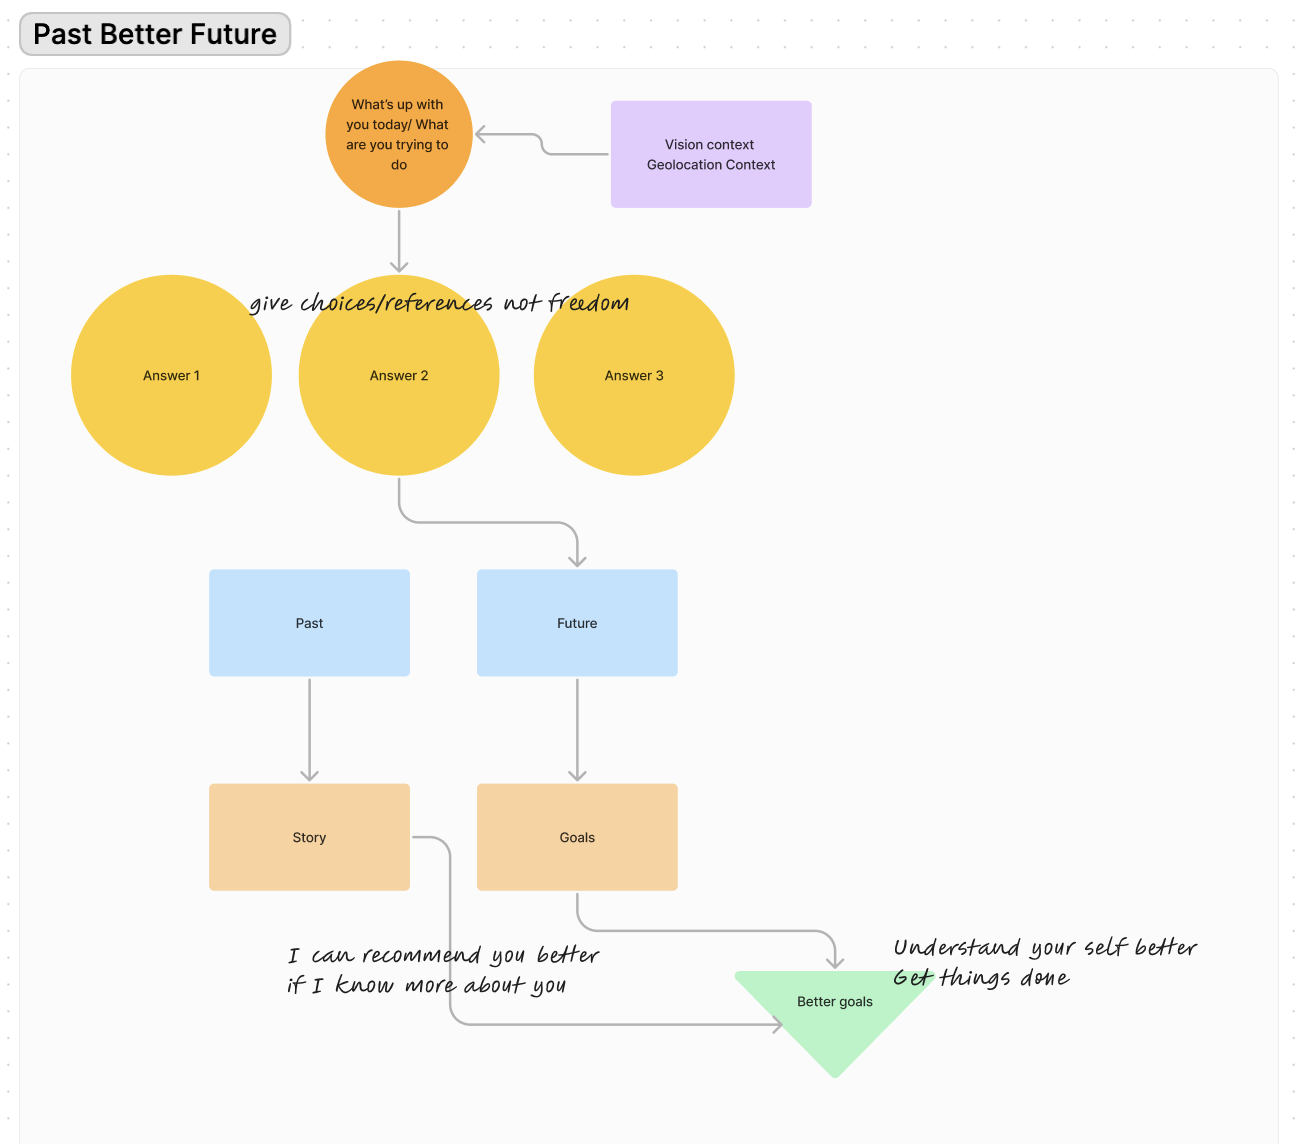 Past Better Future
What's up with
you today/ What
are you trying to
do
Vision context
Geolocation Context
give choices/references not freedom
Answer 1
Answer 2
Answer 3
Past
Future
Story
Goals
I can recommend you better
if I know more about you
Understand your self better
Get things done
Better goals